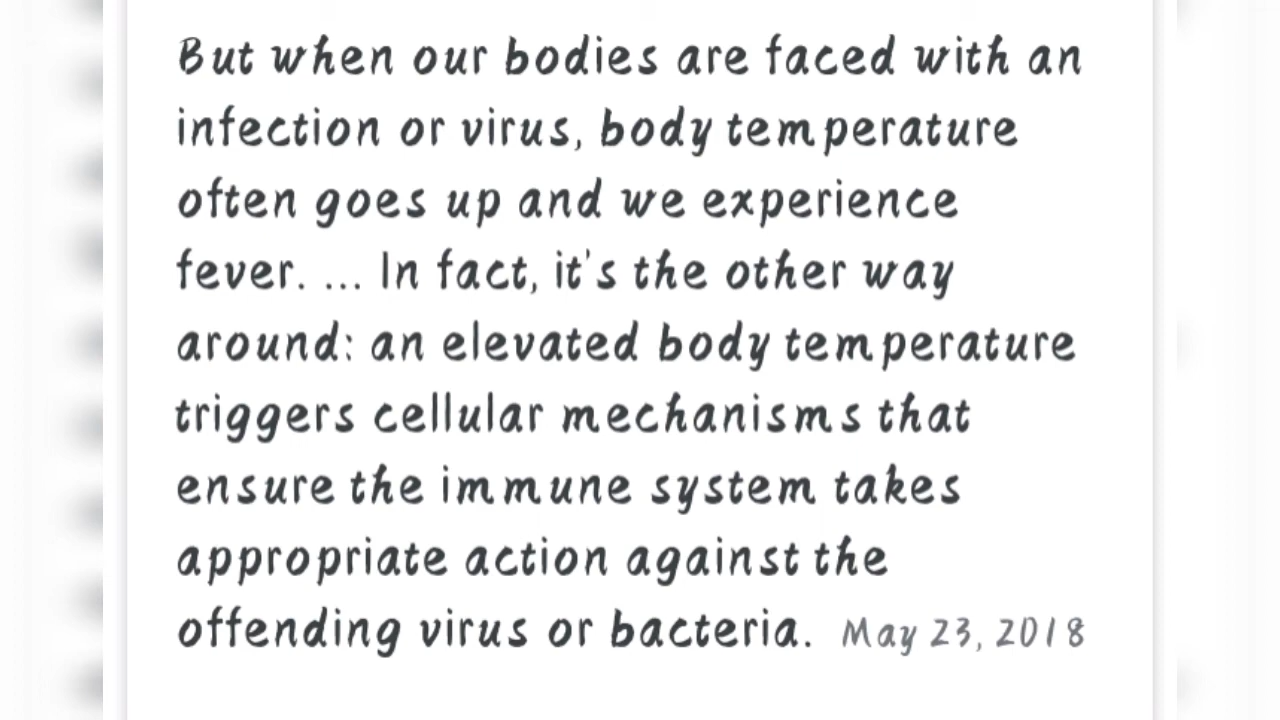 But when our bodies are faced with an
infection or virus, body temperature
often goes up and we experience
fever. ... In fact, it's the other way
around: an elevated body temperature
triggers cellular mechanisms that
ensure the immune system takes
appropriate action against the
offending virus or bacteria. May 23, 2018